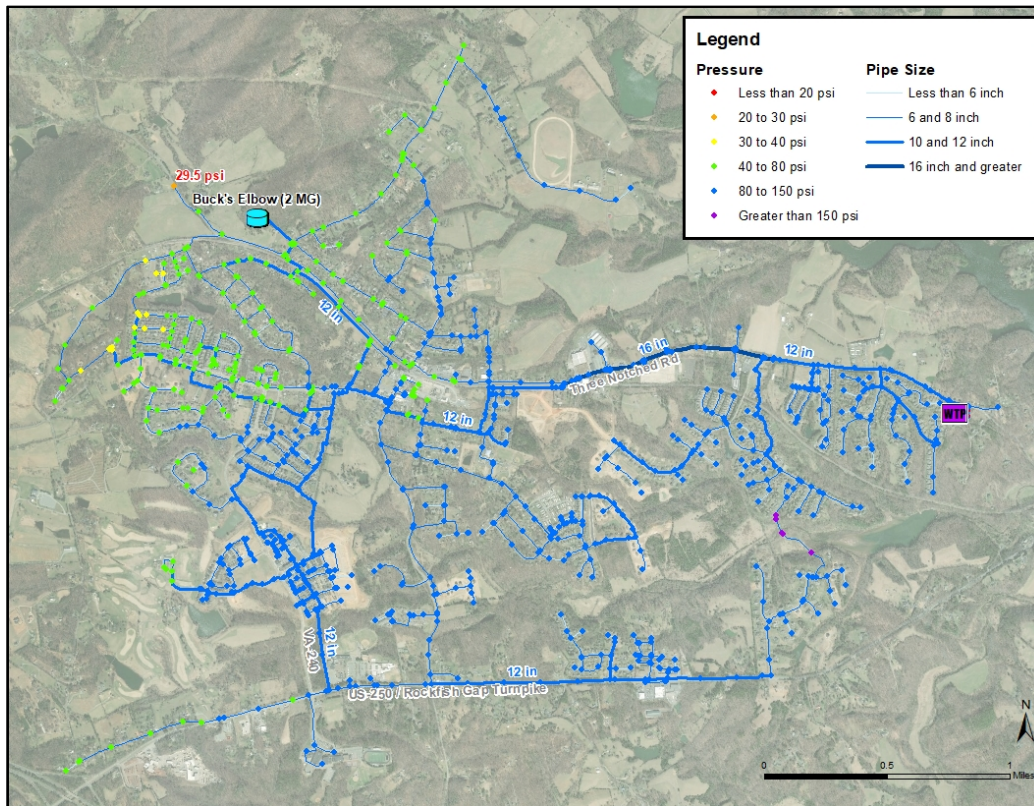 Legend
Pressure
Less than 20 psi
20 to 30 psi
30 to 40 psi
40 to 80 psi
80 to 150 psi
Greater than 150 psi
Pipe Size
Less than 6 inch
6 and 8 inch
10 and 12 inch
16 inch and greater
29.5 psi
Buck's Elbow (2 MG)
12 in
16 in
Three Notched Rd
12 in
WTP
12 in
VA-240
12 in
12 in
US-250 / Rockfish Gap Turnpike
N
0
0.5
1
Miles